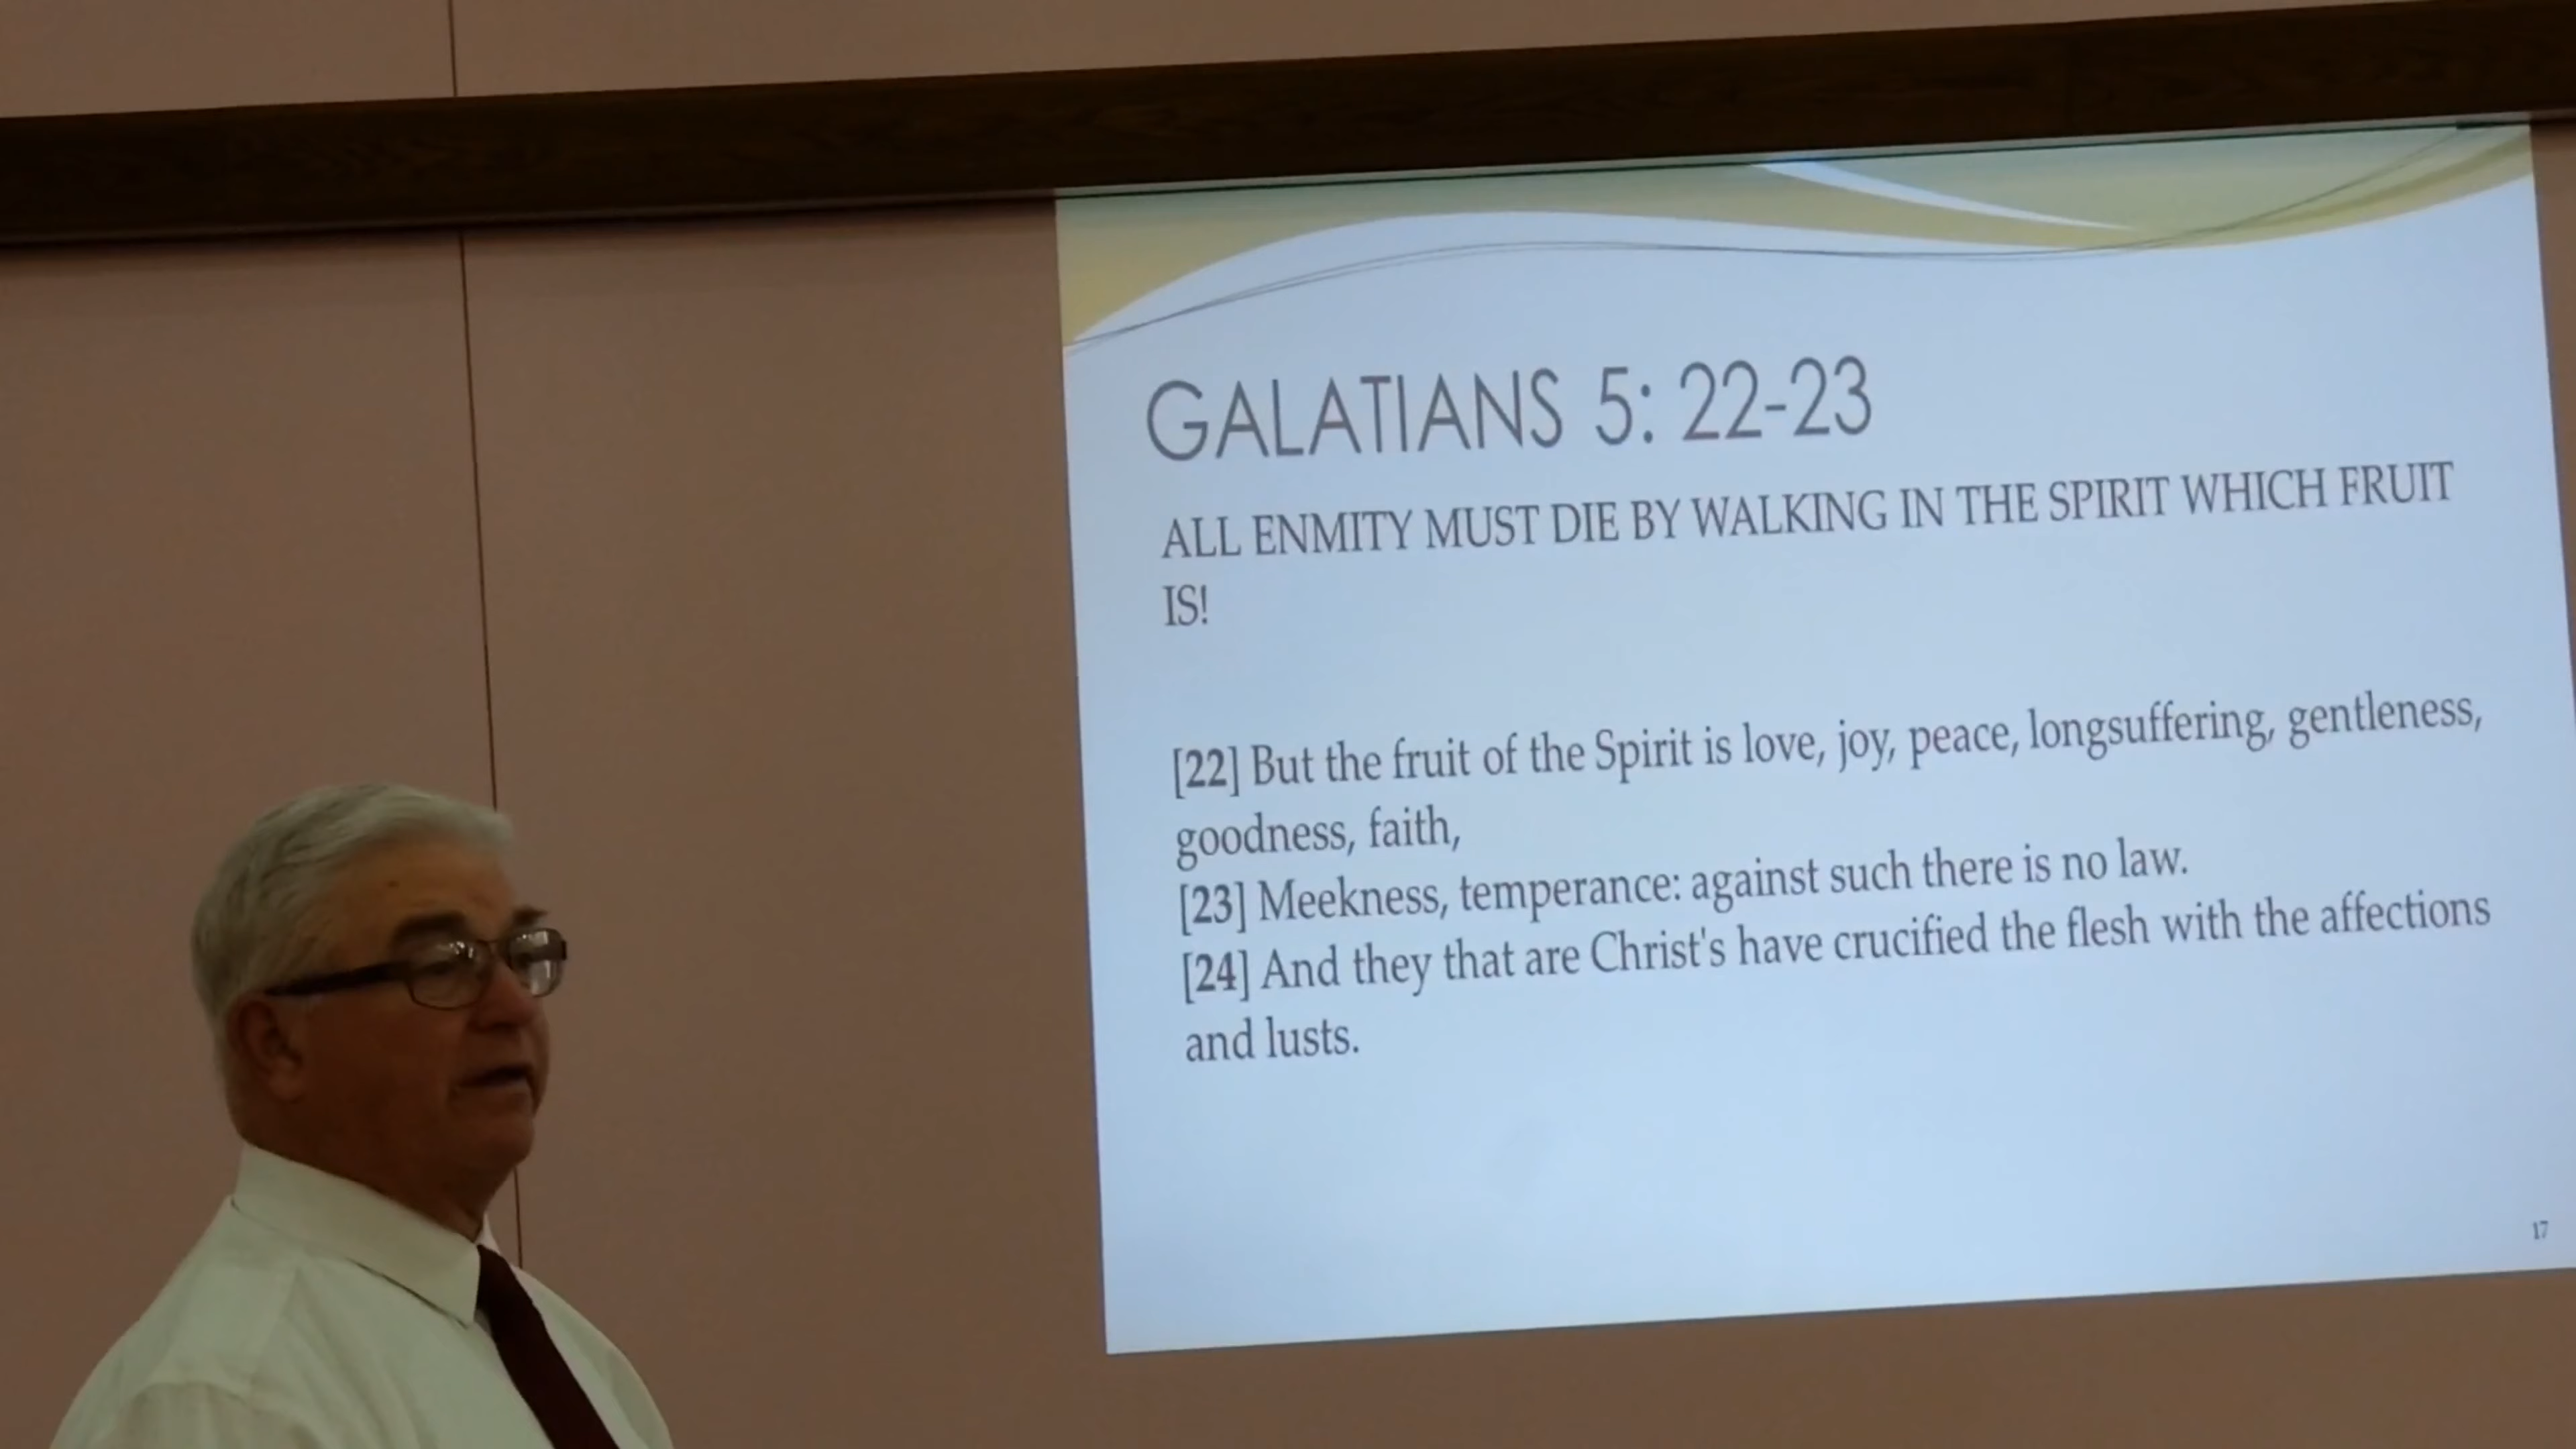 GALATIANS 5: 22-23
ALL ENMITY MUST DIE BY WALKING IN THE SPIRIT WHICH FRUIT
IS!
[22] But the fruit of the Spirit is love, joy, peace, longsuffering, gentleness,
goodness, faith,
[23] Meekness, temperance: against such there is no law.
[24] And they that are Christ's have crucified the flesh with the affections
and lusts.
17